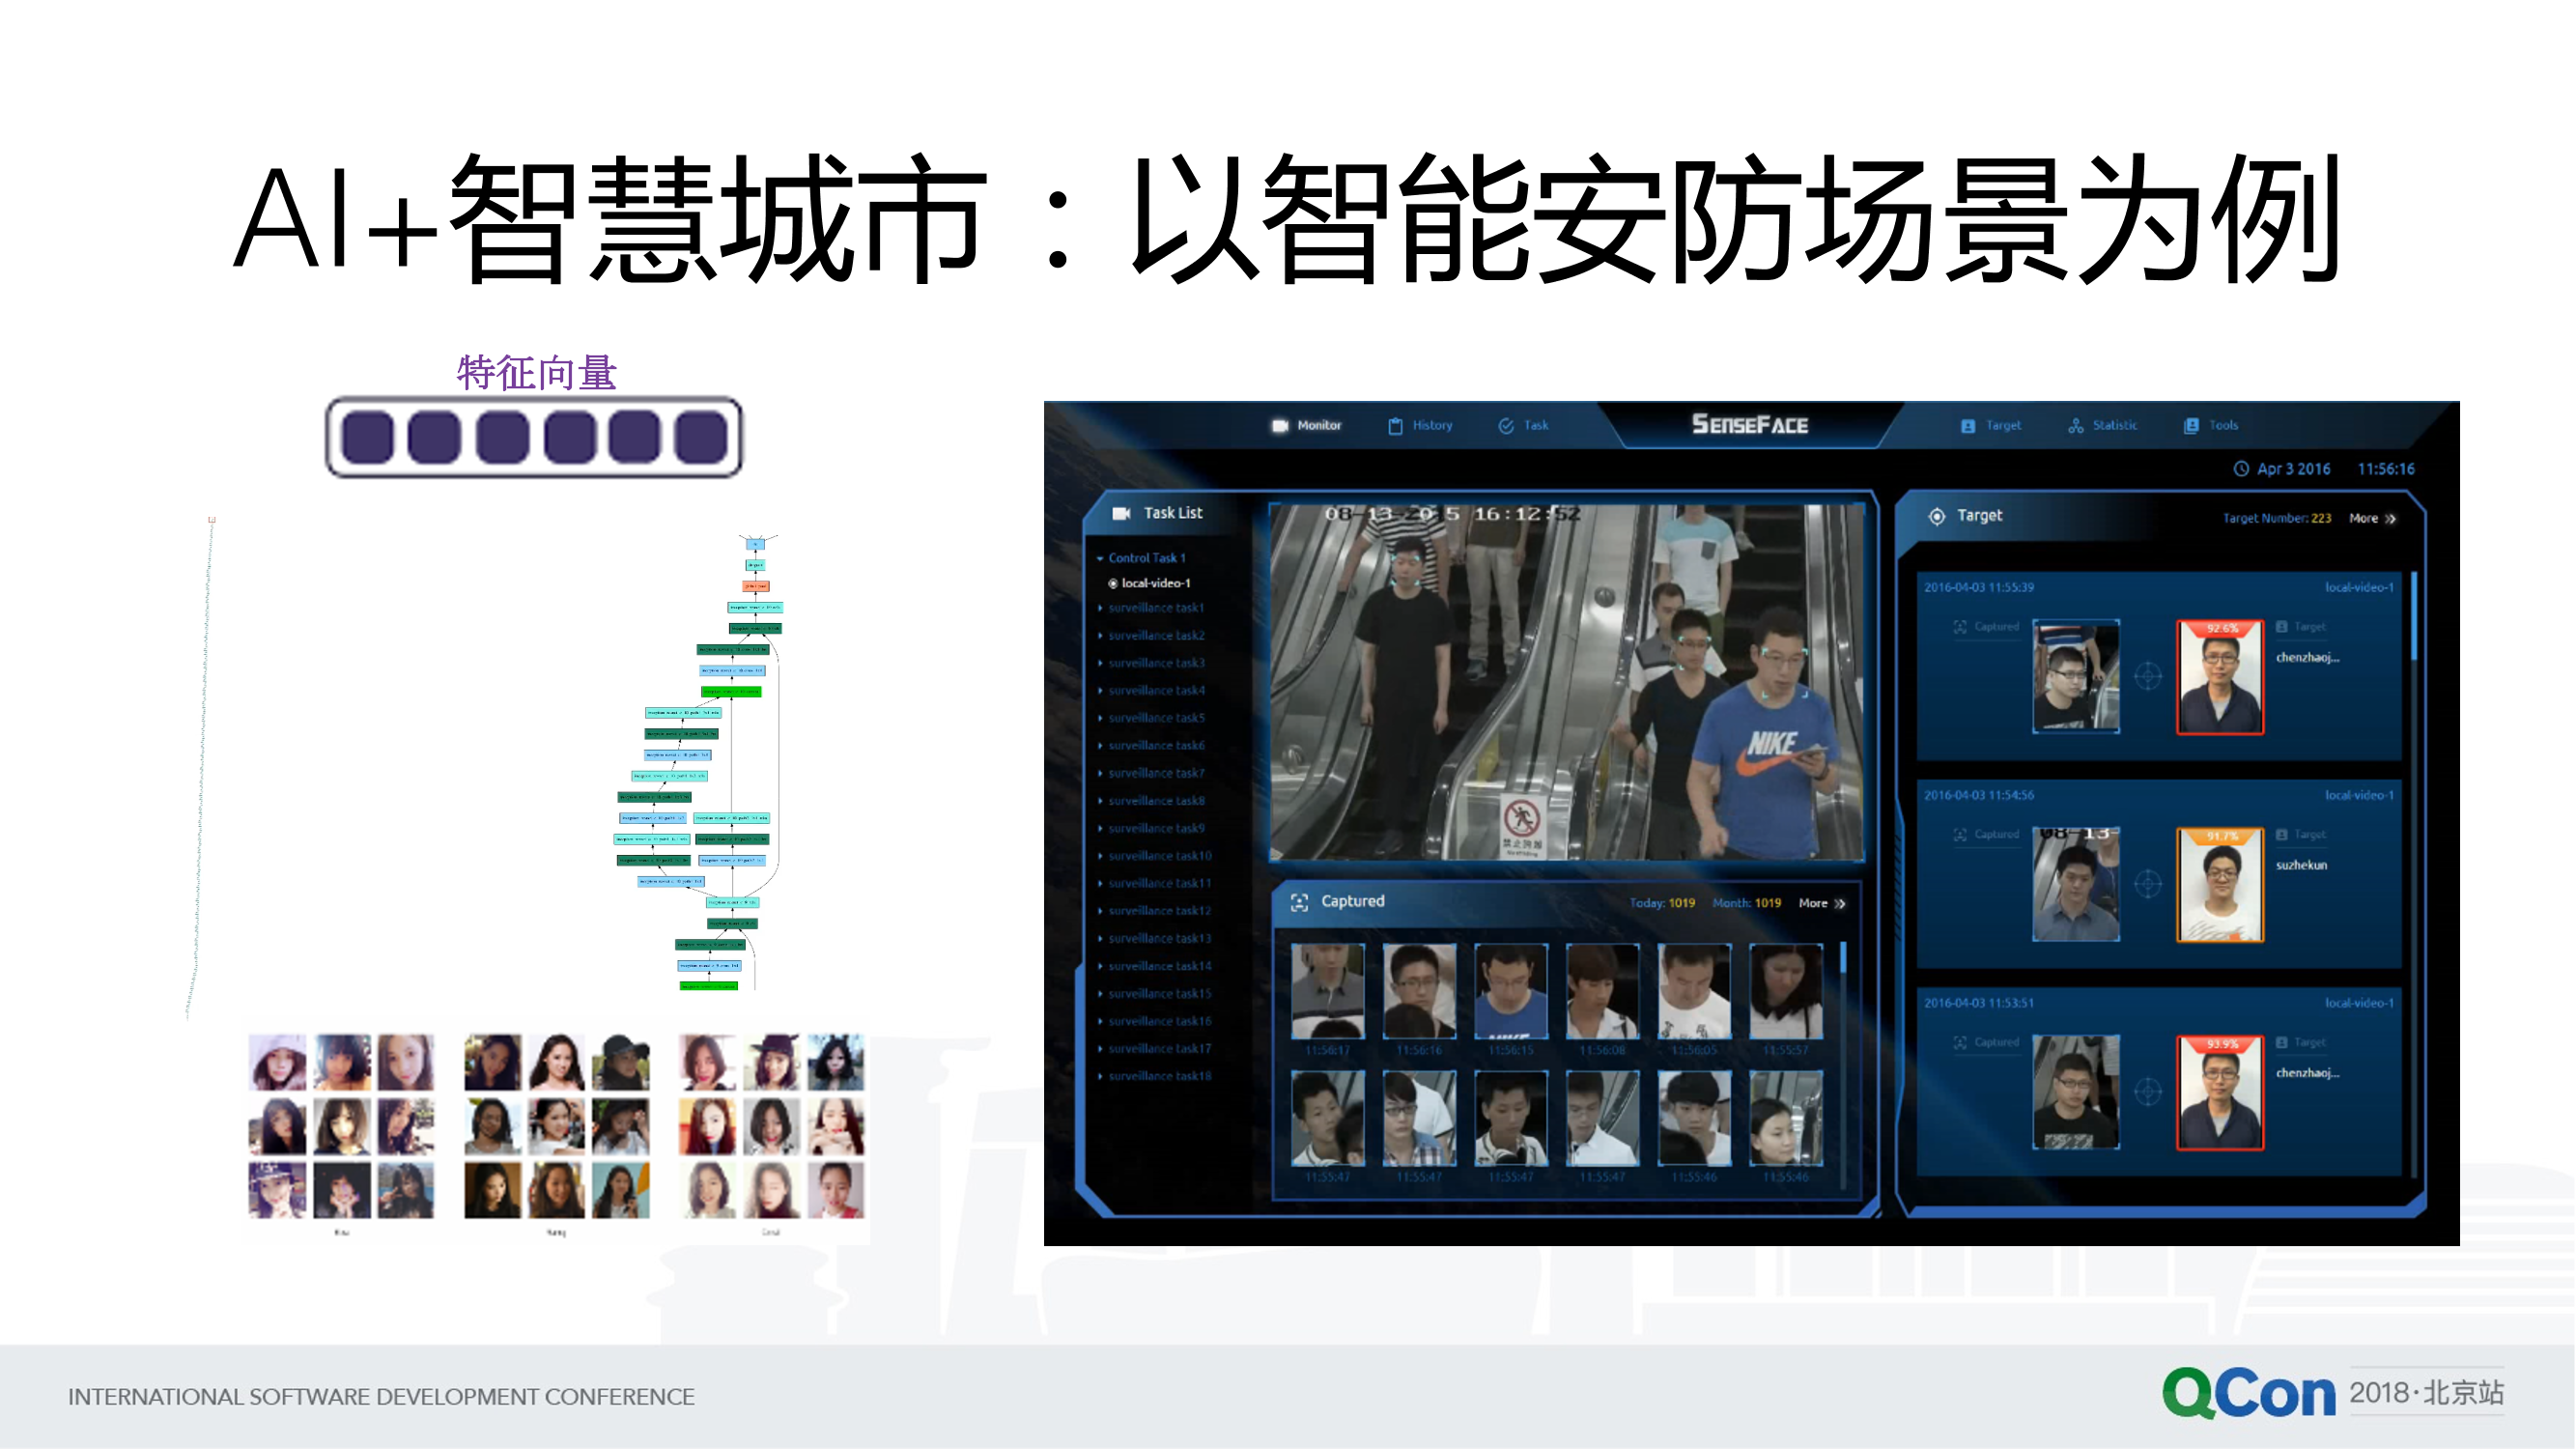 AI+智慧城市：以智能安防场景为例
特征向量
Monitor
History
Task
SENSEFACE
Target
Statistic
Tools
Apr 3 2016 11:56:16
Task List
Control Task 1
local-video-1
surveillance task1
surveillance task2
surveillance task3
surveillance task4
surveillance task5
surveillance task6
surveillance task7
surveillance task8
surveillance task9
surveillance task10
surveillance task11
surveillance task12
surveillance task13
surveillance task14
surveillance task15
surveillance task16
surveillance task17
surveillance task18
08-13-2015 16:12:52
NIKE
禁止跨越
Captured
Today: 1019 Month: 1019 More
11:56:17 11:56:16 11:56:15 11:56:08 11:56:05 11:55:57
11:55:47 11:55:47 11:55:47 11:55:47 11:55:46 11:55:46
Target
Target Number: 223 More
2016-04-03 11:55:39 local-video-1
Captured 92.6% Target
chenzhaoj...
2016-04-03 11:54:56 local-video-1
Captured 08-13- 91.7% Target
suzhekun
2016-04-03 11:53:51 local-video-1
Captured 93.9% Target
chenzhaoj...
INTERNATIONAL SOFTWARE DEVELOPMENT CONFERENCE
QCon 2018·北京站